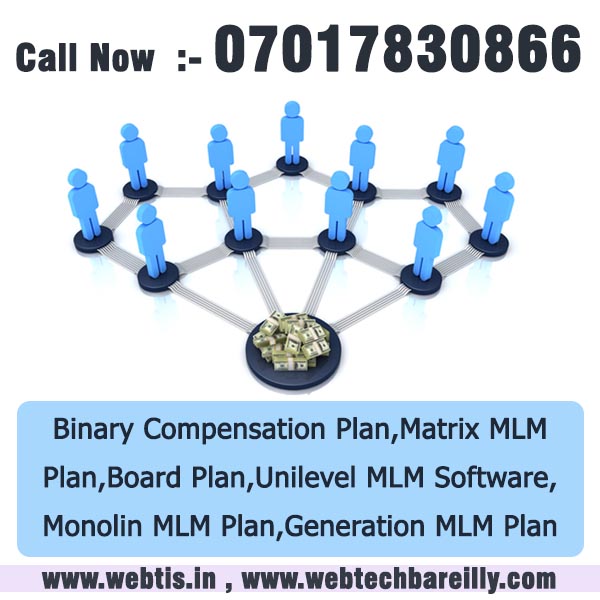 Call Now :- 07017830866
Binary Compensation Plan,Matrix MLM
Plan,Board Plan,Unilevel MLM Software,
Monolin MLM Plan,Generation MLM Plan
www.webtis.in , www.webtechbareilly.com